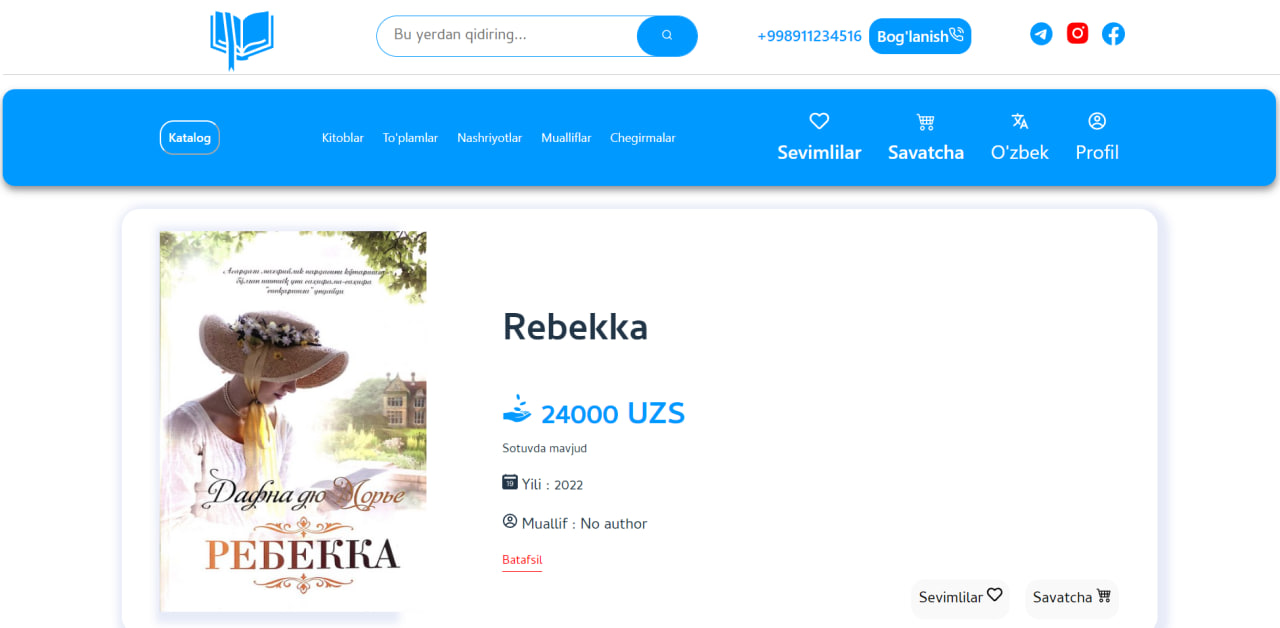 Bu yerdan qidiring...
+998911234516
Bog'lanish
Katalog
Kitoblar
To'plamlar
Nashriyotlar
Mualliflar
Chegirmalar
Sevimlilar
Savatcha
O'zbek
Profil
Дафна дю Морье
РЕБЕККА
Rebekka
24000 UZS
Sotuvda mavjud
Yili : 2022
Muallif : No author
Batafsil
Sevimlilar
Savatcha